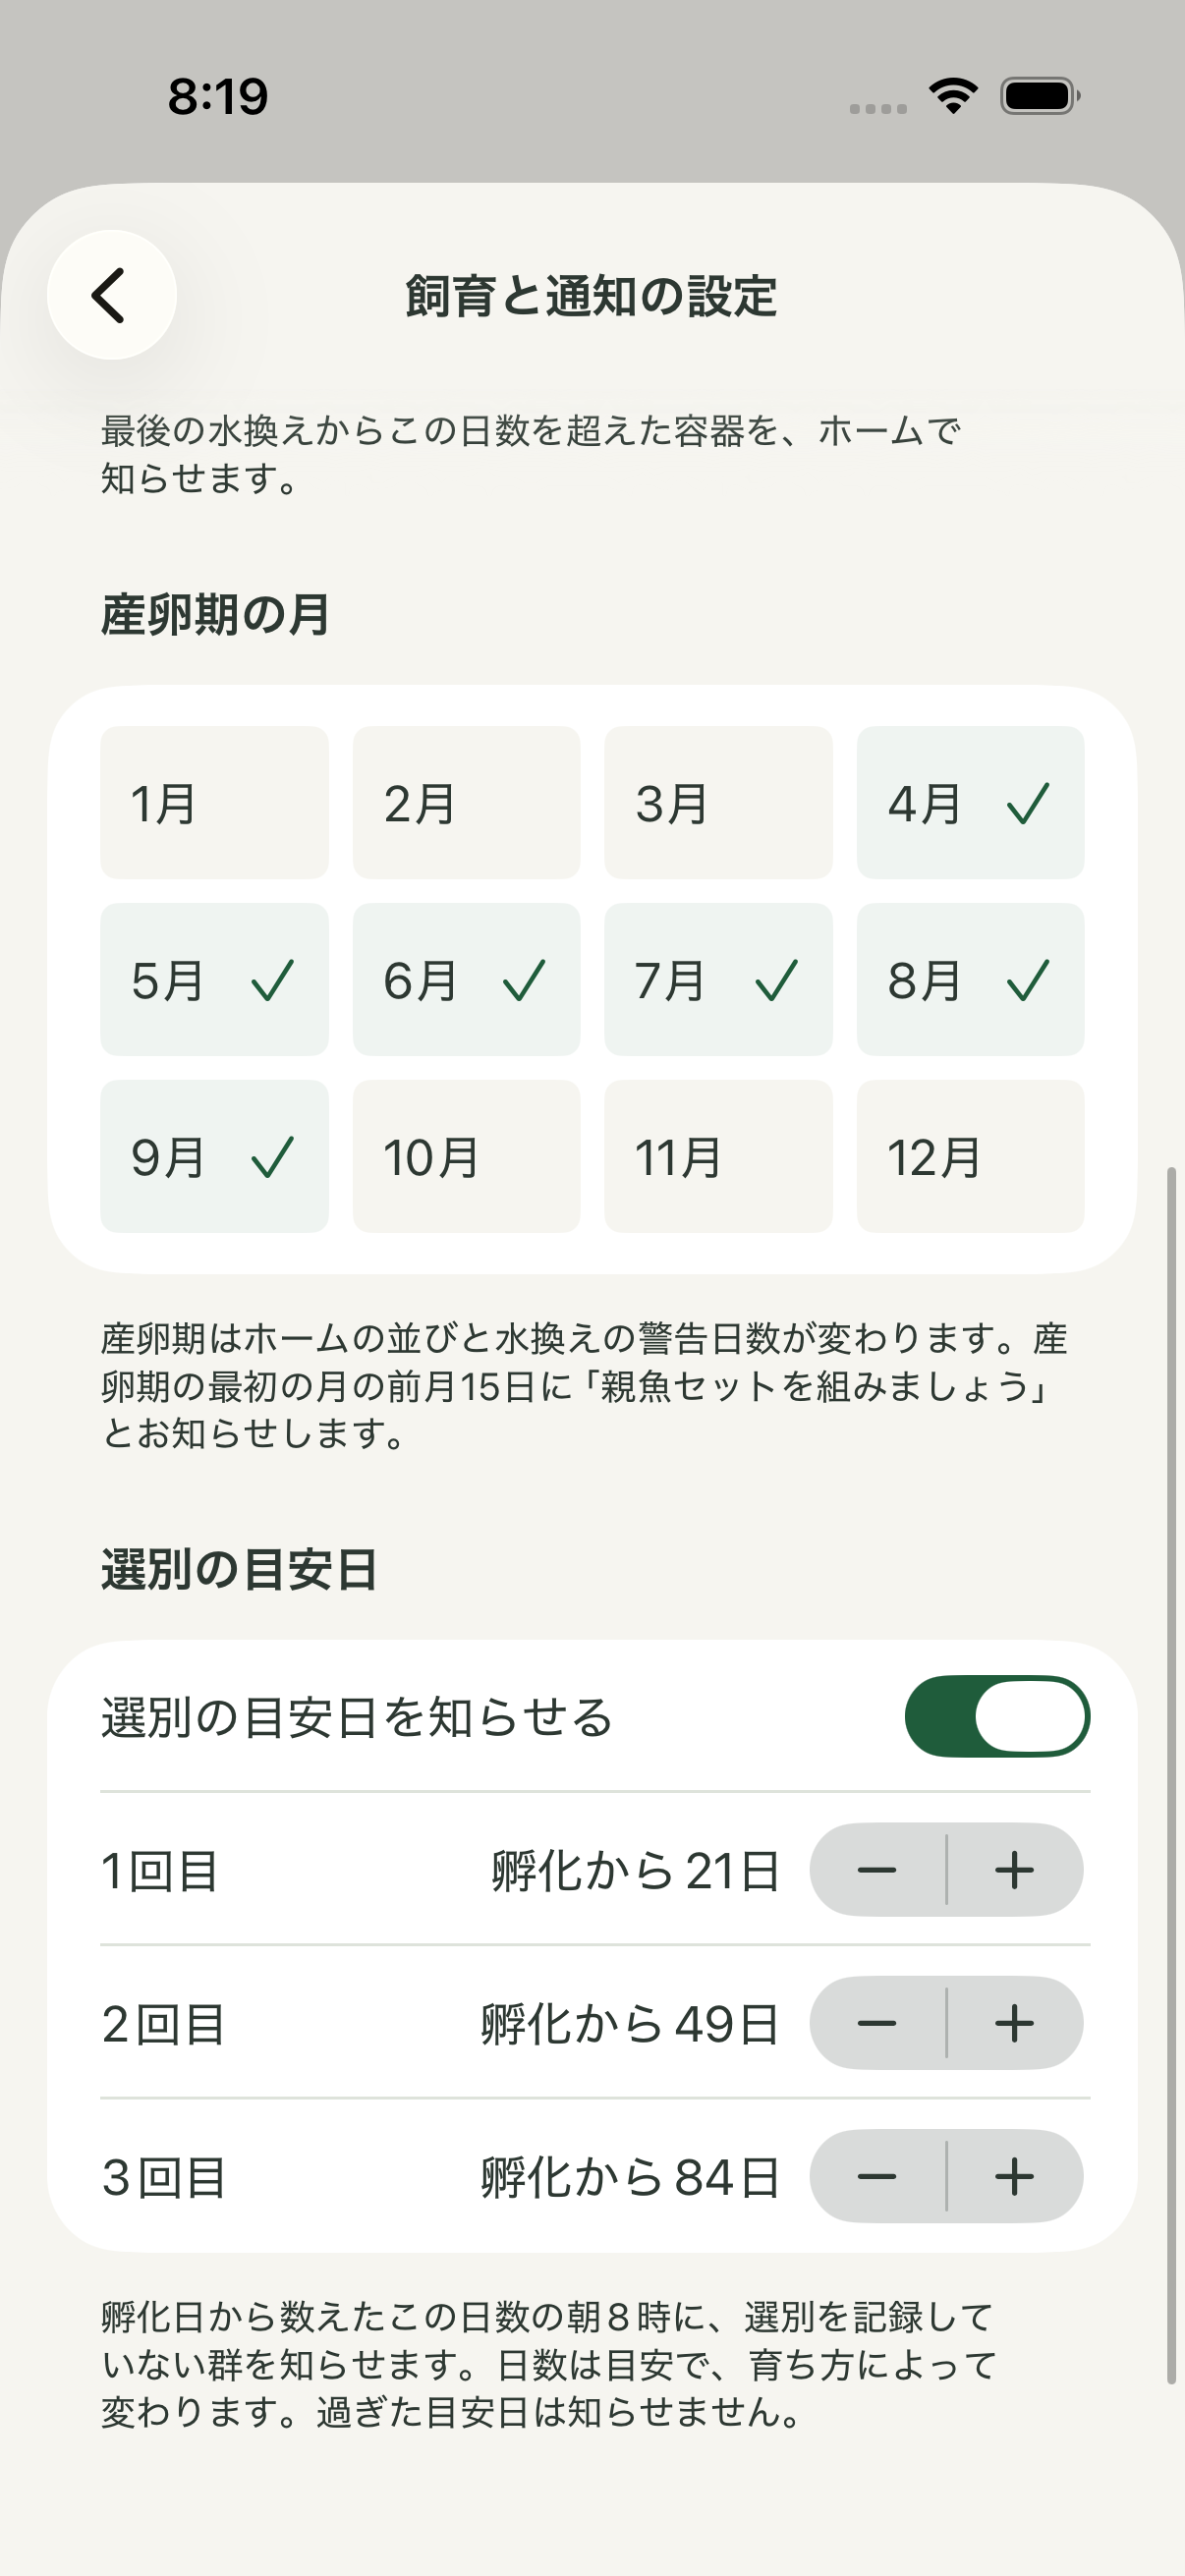 8:19
飼育と通知の設定
最後の水換えからこの日数を超えた容器を、ホームで
知らせます。
産卵期の月
1月
2月
3月
4月
5月
6月
7月
8月
9月
10月
11月
12月
産卵期はホームの並びと水換えの警告日数が変わります。産
卵期の最初の月の前月15日に「親魚セットを組みましょう」
とお知らせします。
選別の目安日
選別の目安日を知らせる
1回目 孵化から 21日
2回目 孵化から 49日
3回目 孵化から 84日
孵化日から数えたこの日数の朝8時に、選別を記録して
いない群を知らせます。日数は目安で、育ち方によって
変わります。過ぎた目安日は知らせません。